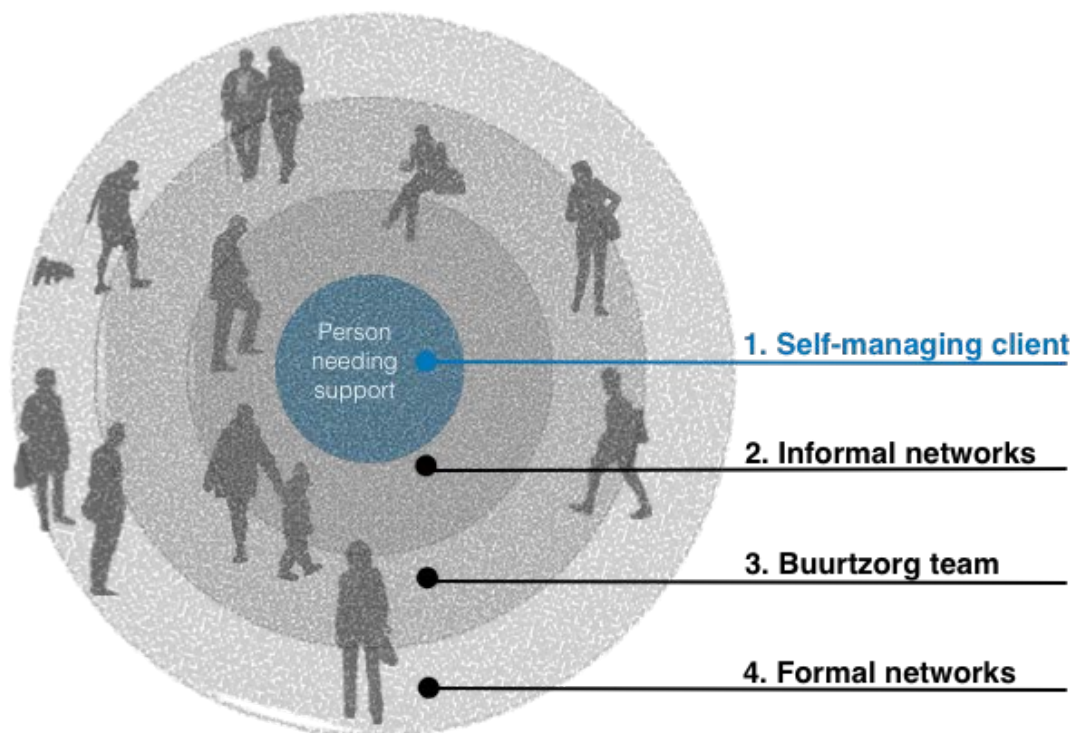 Person
needing
support
1. Self-managing client
2. Informal networks
3. Buurtzorg team
4. Formal networks